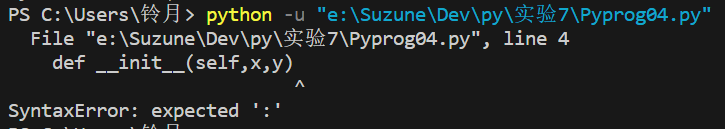 PS C:\Users\铃月> python -u "e:\Suzune\Dev\py\实验7\Pyprog04.py"
  File "e:\Suzune\Dev\py\实验7\Pyprog04.py", line 4
    def __init__(self,x,y)
                          ^
SyntaxError: expected ':'